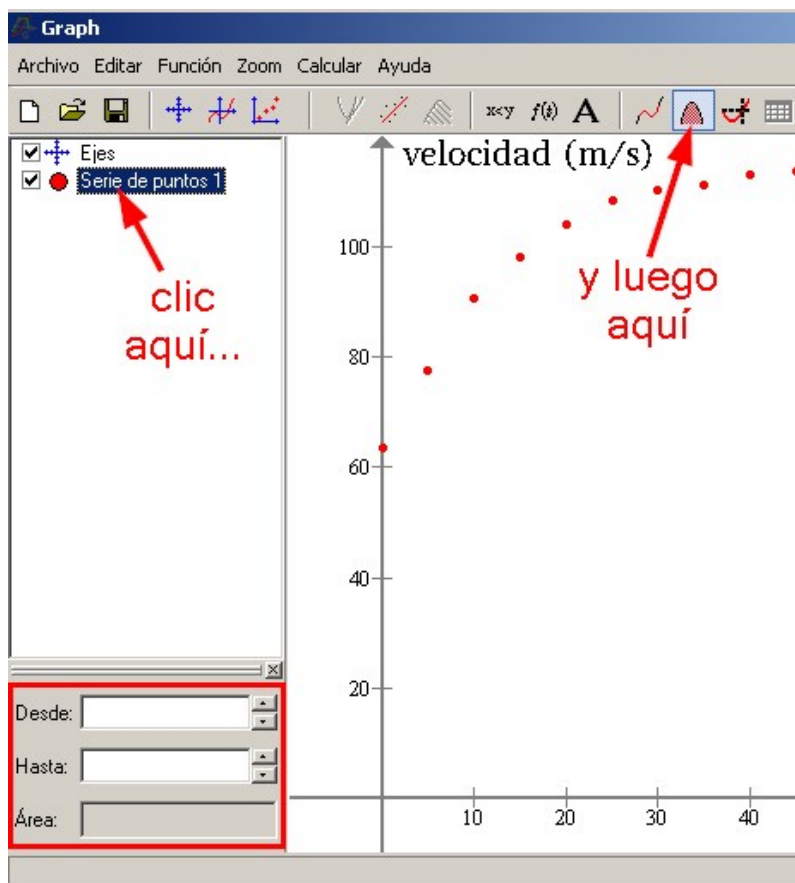 Graph
Archivo Editar Función Zoom Calcular Ayuda
x<y f(t) A
Ejes
Serie de puntos 1
clic
aquí...
velocidad (m/s)
y luego
aquí
100
80
60
40
20
10 20 30 40
Desde:
Hasta:
Área: